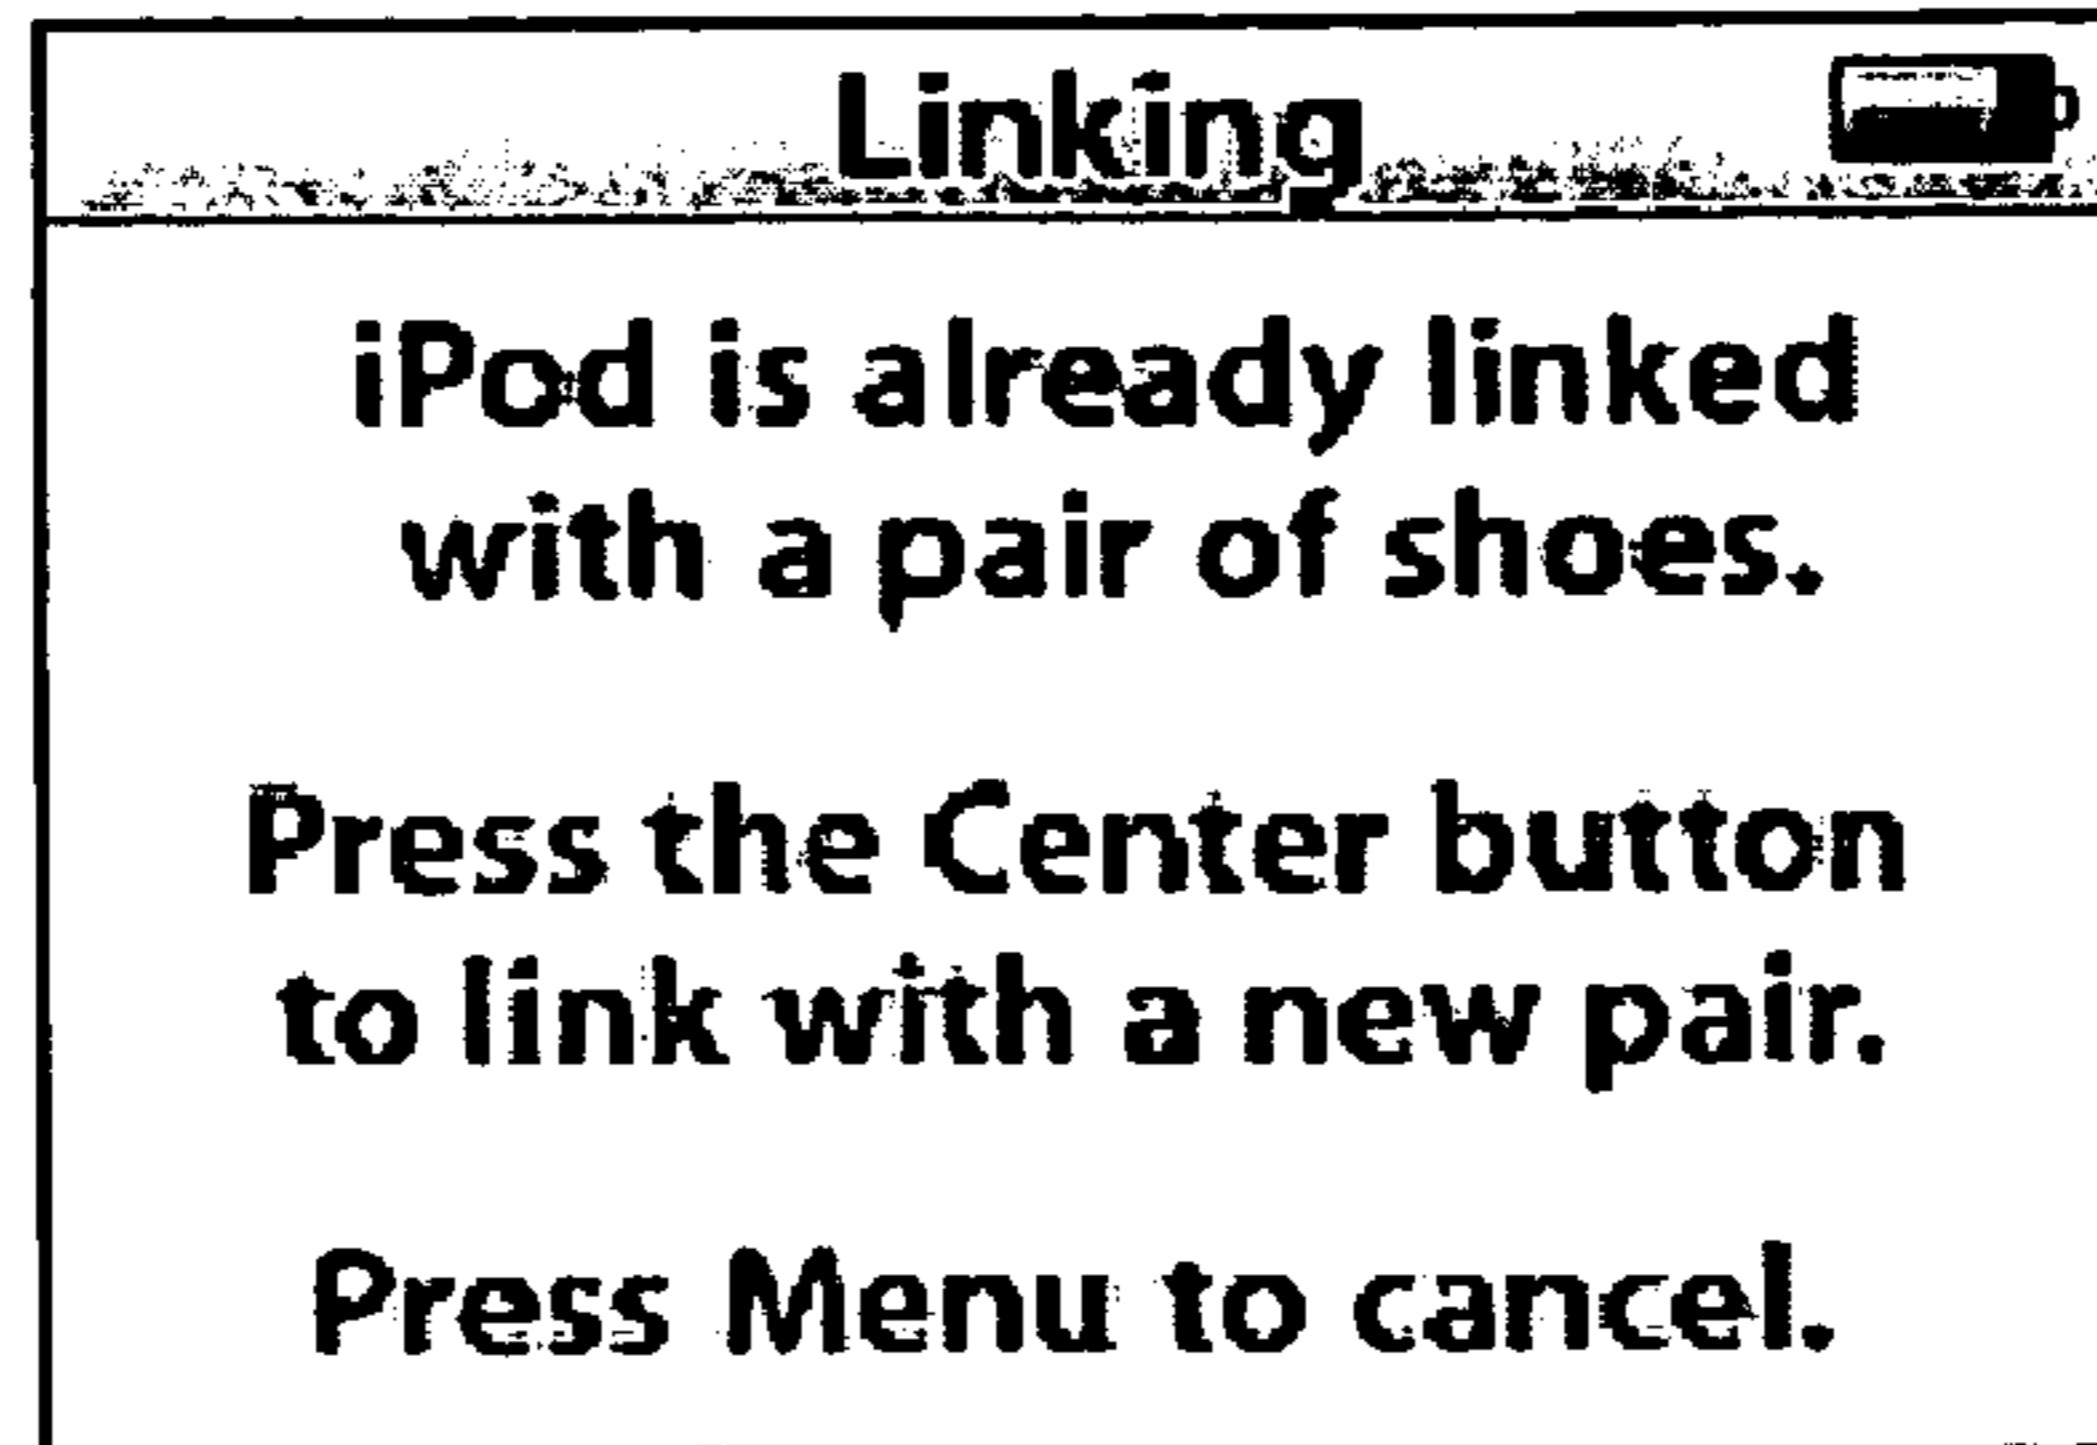 Linking
iPod is already linked
with a pair of shoes.
Press the Center button
to link with a new pair.
Press Menu to cancel.